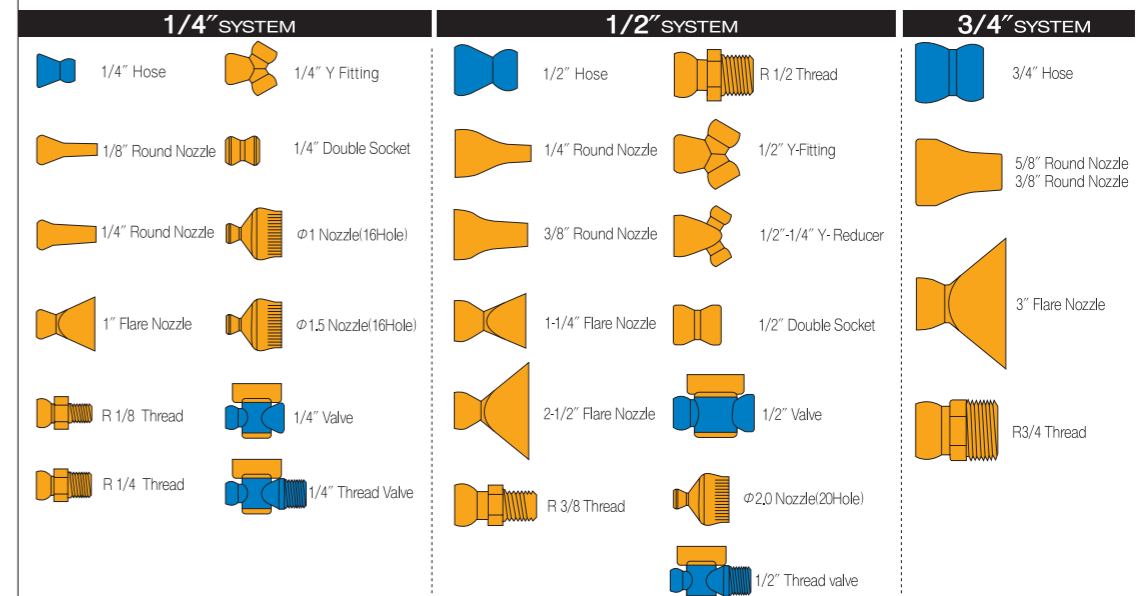 1/4″ SYSTEM
1/4″ Hose
1/4″ Y Fitting
1/8″ Round Nozzle
1/4″ Double Socket
1/4″ Round Nozzle
Φ1 Nozzle(16Hole)
1″ Flare Nozzle
Φ1.5 Nozzle(16Hole)
R 1/8 Thread
1/4″ Valve
R 1/4 Thread
1/4″ Thread Valve
1/2″ SYSTEM
1/2″ Hose
R 1/2 Thread
1/4″ Round Nozzle
1/2″ Y-Fitting
3/8″ Round Nozzle
1/2″-1/4″ Y- Reducer
1-1/4″ Flare Nozzle
1/2″ Double Socket
2-1/2″ Flare Nozzle
1/2″ Valve
R 3/8 Thread
Φ2.0 Nozzle(20Hole)
1/2″ Thread valve
3/4″ SYSTEM
3/4″ Hose
5/8″ Round Nozzle
3/8″ Round Nozzle
3″ Flare Nozzle
R3/4 Thread